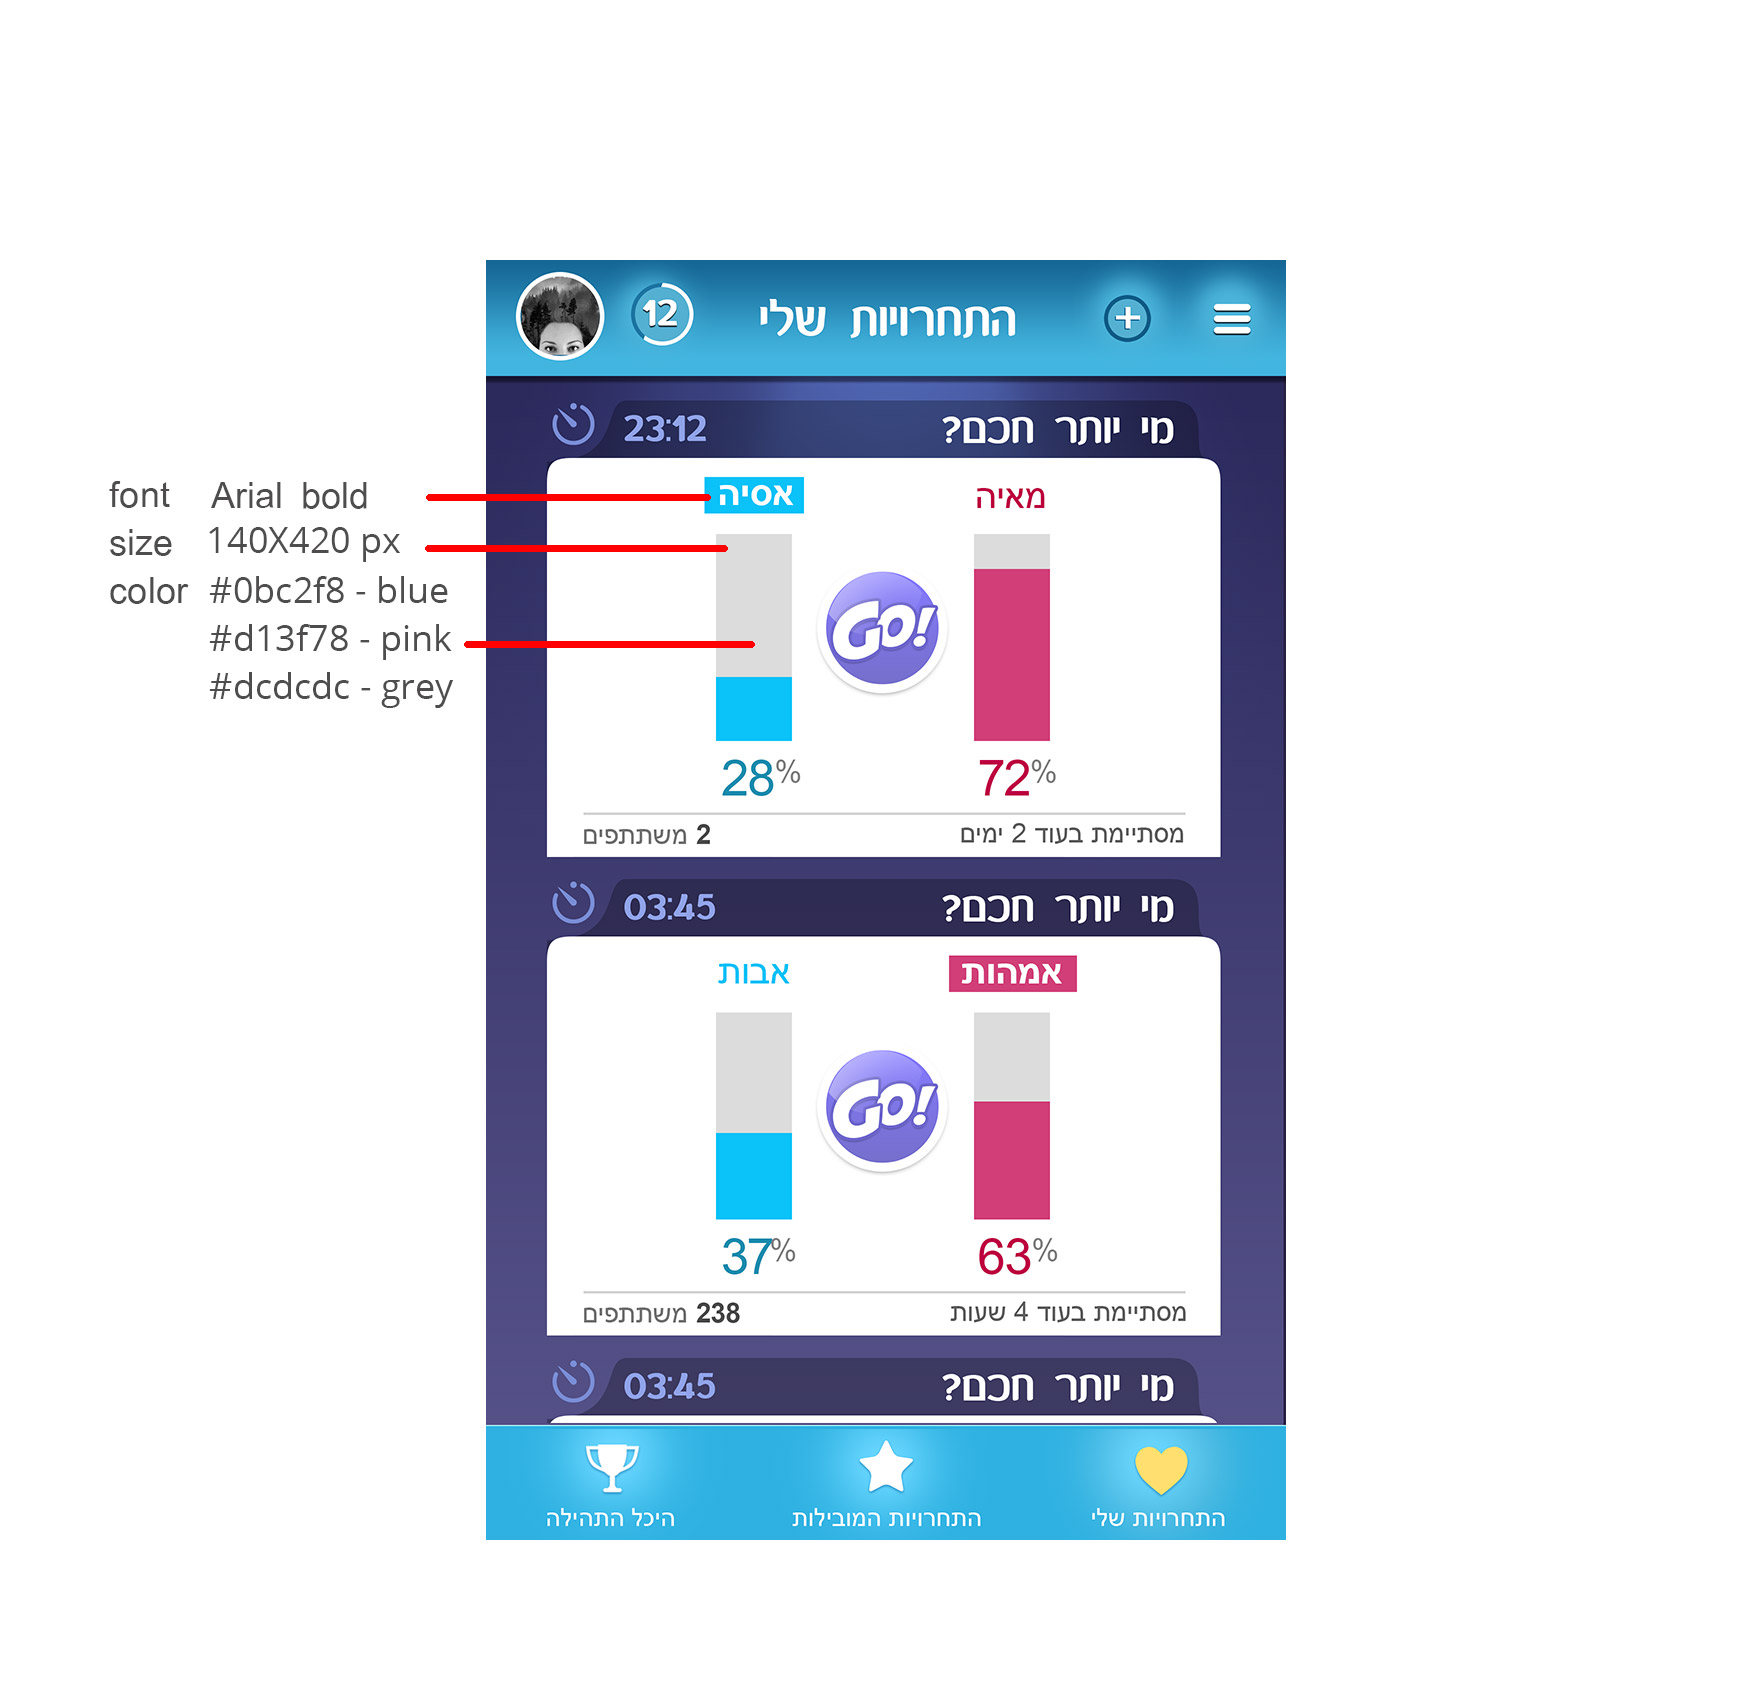 12
התחרויות שלי
מי יותר חכם?
23:12
font Arial bold
size 140X420 px
color #0bc2f8 - blue
#d13f78 - pink
#dcdcdc - grey
מאיה
אסיה
GO!
72%
28%
מסתיימת בעוד 2 ימים
2 משתתפים
מי יותר חכם?
03:45
אמהות
אבות
GO!
63%
37%
מסתיימת בעוד 4 שעות
238 משתתפים
מי יותר חכם?
03:45
התחרויות שלי
התחרויות המובילות
היכל התהילה